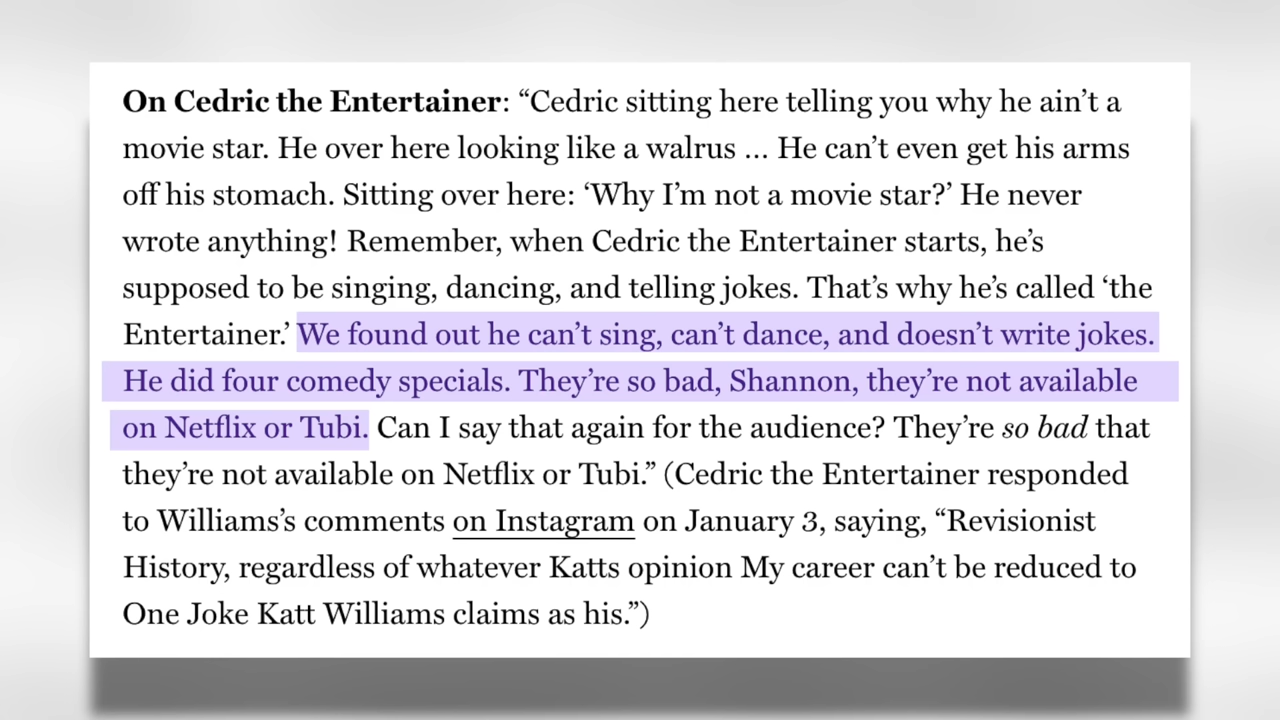 On Cedric the Entertainer: “Cedric sitting here telling you why he ain’t a
movie star. He over here looking like a walrus … He can’t even get his arms
off his stomach. Sitting over here: ‘Why I’m not a movie star?’ He never
wrote anything! Remember, when Cedric the Entertainer starts, he’s
supposed to be singing, dancing, and telling jokes. That’s why he’s called ‘the
Entertainer.’ We found out he can’t sing, can’t dance, and doesn’t write jokes.
He did four comedy specials. They’re so bad, Shannon, they’re not available
on Netflix or Tubi. Can I say that again for the audience? They’re so bad that
they’re not available on Netflix or Tubi.” (Cedric the Entertainer responded
to Williams’s comments on Instagram on January 3, saying, “Revisionist
History, regardless of whatever Katts opinion My career can’t be reduced to
One Joke Katt Williams claims as his.”)